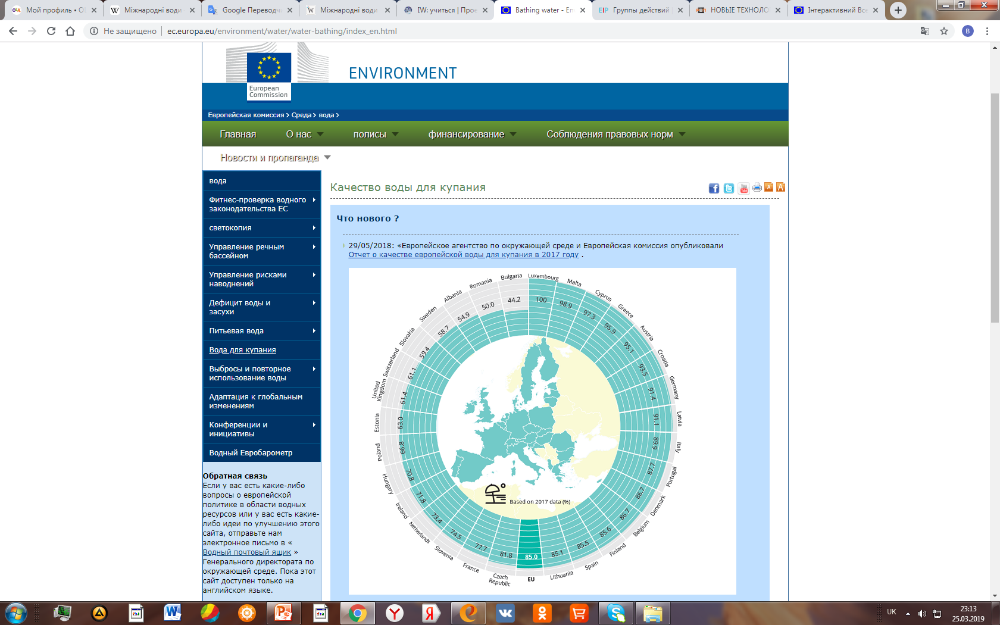 Мой профиль • Ol
Міжнародні води
Google Переводчи
Міжнародні води
IW: учиться | Прое
Bathing water - En
Группы действий
НОВЫЕ ТЕХНОЛО
Інтерактивний Все
Не защищено
ec.europa.eu/environment/water/water-bathing/index_en.html
B
European
Commission
ENVIRONMENT
Европейская комиссия > Среда > вода >
Главная
О нас
полисы
финансирование
Соблюдения правовых норм
Новости и пропаганда
вода
Фитнес-проверка водного
законодательства ЕС
светокопия
Управление речным
бассейном
Управление рисками
наводнений
Дефицит воды и
засухи
Питьевая вода
Вода для купания
Выбросы и повторное
использование воды
Адаптация к глобальным
изменениям
Конференции и
инициативы
Водный Евробарометр
Обратная связь
Если у вас есть какие-либо
вопросы о европейской
политике в области водных
ресурсов или у вас есть какие-
либо идеи по улучшению этого
сайта, отправьте нам
электронное письмо в «
Водный почтовый ящик »
Генерального директората по
окружающей среде. Пока этот
сайт доступен только на
английском языке.
Качество воды для купания
Что нового ?
29/05/2018: «Европейское агентство по окружающей среде и Европейская комиссия опубликовали
Отчет о качестве европейской воды для купания в 2017 году .
Luxembourg
100
Malta
98.9
Cyprus
97.3
Greece
95.9
Austria
95.1
Croatia
93.5
Germany
91.4
Latvia
91.1
Italy
89.9
Portugal
87.7
Denmark
86.7
Belgium
86.7
Finland
85.6
Spain
85.5
Lithuania
85.1
EU
85.0
Czech
Republic
81.8
France
77.7
Slovenia
74.5
Netherlands
73.4
Ireland
71.8
Hungary
70.8
Poland
66.8
Estonia
63.0
United
Kingdom
61.4
Switzerland
61.1
Slovakia
59.4
Sweden
58.7
Albania
54.9
Romania
50.0
Bulgaria
44.2
Based on 2017 data (%)
UK
23:13
25.03.2019